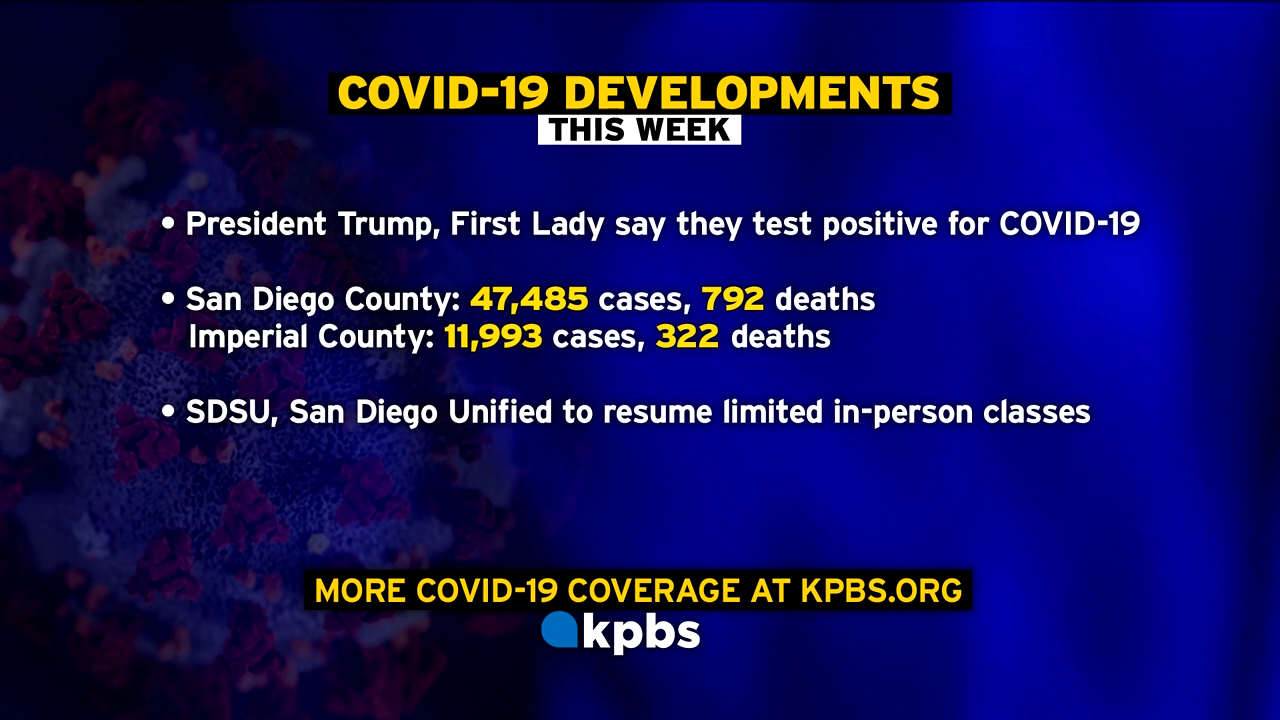 COVID-19 DEVELOPMENTS
THIS WEEK
• President Trump, First Lady say they test positive for COVID-19
• San Diego County: 47,485 cases, 792 deaths
Imperial County: 11,993 cases, 322 deaths
• SDSU, San Diego Unified to resume limited in-person classes
MORE COVID-19 COVERAGE AT KPBS.ORG
kpbs